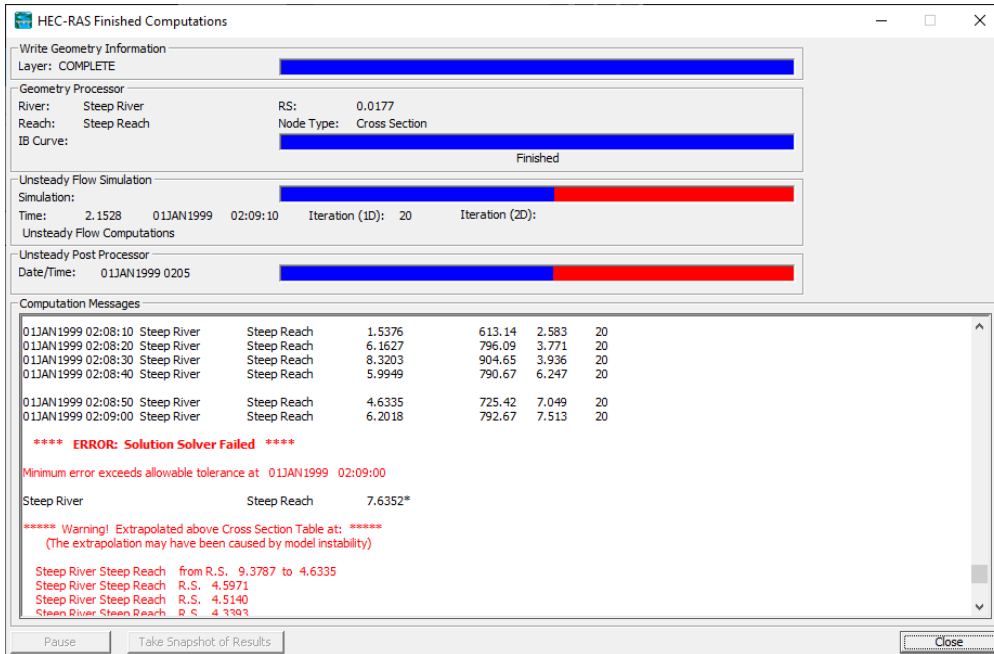 HEC-RAS Finished Computations
Write Geometry Information
Layer: COMPLETE
Geometry Processor
River: Steep River RS: 0.0177
Reach: Steep Reach Node Type: Cross Section
IB Curve:
Finished
Unsteady Flow Simulation
Simulation:
Time: 2.1528 01JAN1999 02:09:10 Iteration (1D): 20 Iteration (2D):
Unsteady Flow Computations
Unsteady Post Processor
Date/Time: 01JAN1999 0205
Computation Messages
01JAN1999 02:08:10 Steep River Steep Reach 1.5376 613.14 2.583 20
01JAN1999 02:08:20 Steep River Steep Reach 6.1627 796.09 3.771 20
01JAN1999 02:08:30 Steep River Steep Reach 8.3203 904.65 3.936 20
01JAN1999 02:08:40 Steep River Steep Reach 5.9949 790.67 6.247 20
01JAN1999 02:08:50 Steep River Steep Reach 4.6335 725.42 7.049 20
01JAN1999 02:09:00 Steep River Steep Reach 6.2018 792.67 7.513 20
**** ERROR: Solution Solver Failed ****
Minimum error exceeds allowable tolerance at 01JAN1999 02:09:00
Steep River Steep Reach 7.6352*
***** Warning! Extrapolated above Cross Section Table at: *****
(The extrapolation may have been caused by model instability)
Steep River Steep Reach from R.S. 9.3787 to 4.6335
Steep River Steep Reach R.S. 4.5971
Steep River Steep Reach R.S. 4.5140
Steep River Steep Reach R.S. 4.3393
Pause Take Snapshot of Results Close